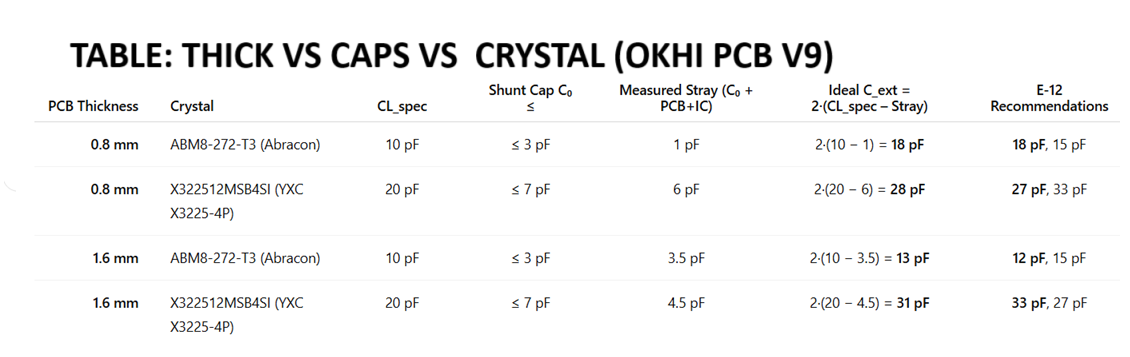 TABLE: THICK VS CAPS VS CRYSTAL (OKHI PCB V9)
PCB Thickness Crystal CL_spec Shunt Cap C₀ ≤ Measured Stray (C₀ + PCB+IC) Ideal C_ext = 2·(CL_spec – Stray) E-12 Recommendations
0.8 mm ABM8-272-T3 (Abracon) 10 pF ≤ 3 pF 1 pF 2·(10 – 1) = 18 pF 18 pF, 15 pF
0.8 mm X322512MSB4SI (YXC X3225-4P) 20 pF ≤ 7 pF 6 pF 2·(20 – 6) = 28 pF 27 pF, 33 pF
1.6 mm ABM8-272-T3 (Abracon) 10 pF ≤ 3 pF 3.5 pF 2·(10 – 3.5) = 13 pF 12 pF, 15 pF
1.6 mm X322512MSB4SI (YXC X3225-4P) 20 pF ≤ 7 pF 4.5 pF 2·(20 – 4.5) = 31 pF 33 pF, 27 pF